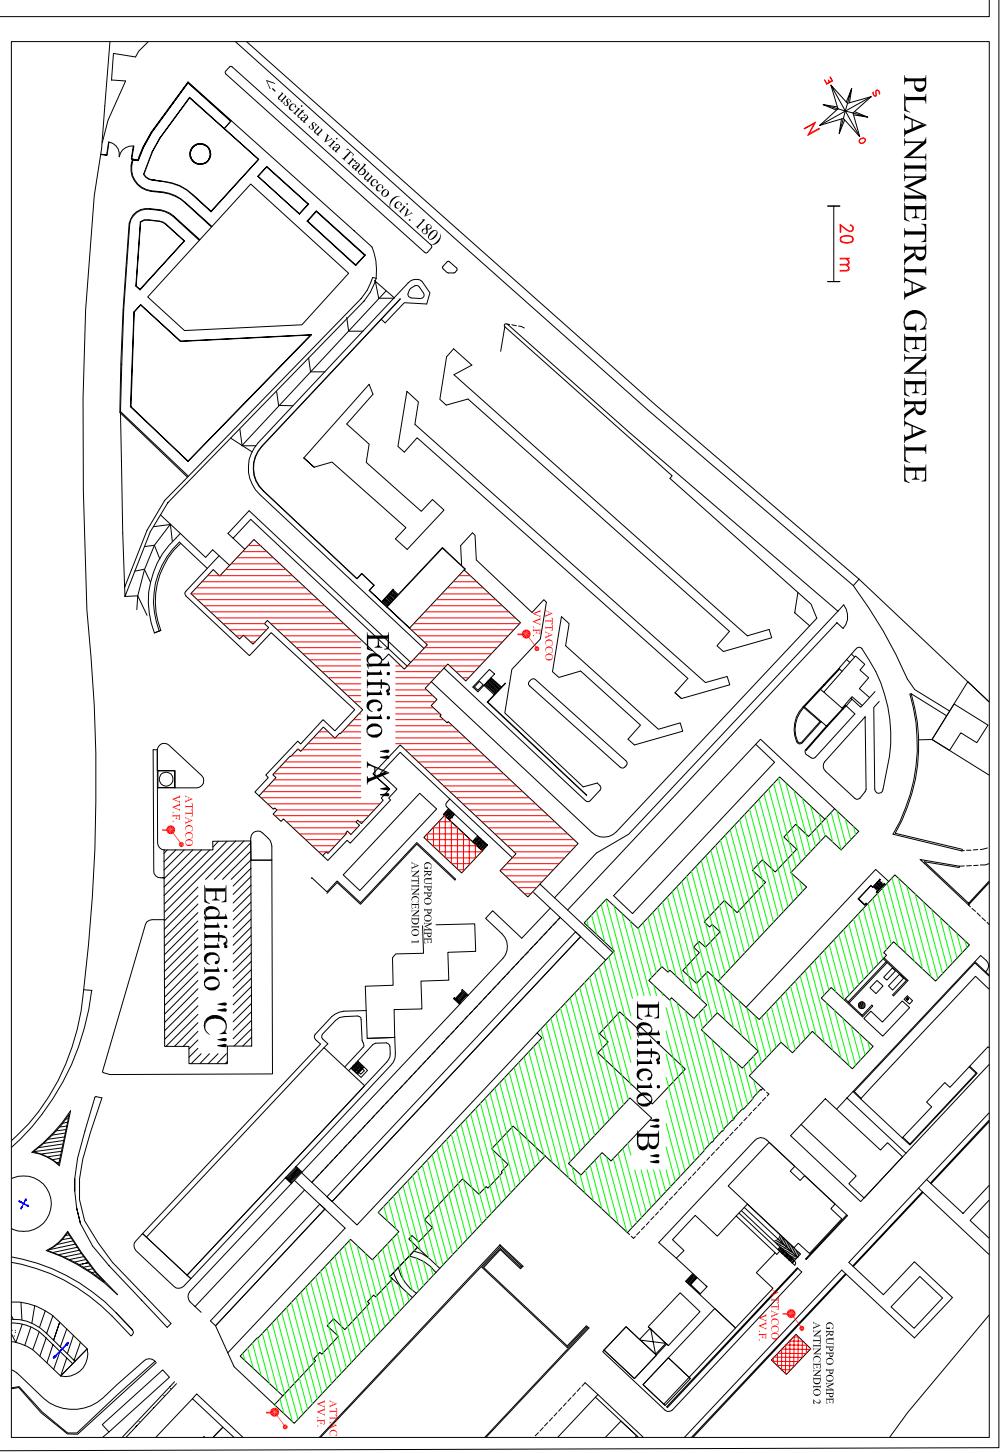 PLANIMETRIA GENERALE
N
S
E
O
20 m
<- uscita su via Trabucco (civ. 180)
ATTACCO
VV.F.
Edificio "A"
GRUPPO POMPE
ANTINCENDIO 1
ATTACCO
VV.F.
Edificio "C"
Edificio "B"
ATTACCO
VV.F.
GRUPPO POMPE
ANTINCENDIO 2
ATTAC
VV.F.